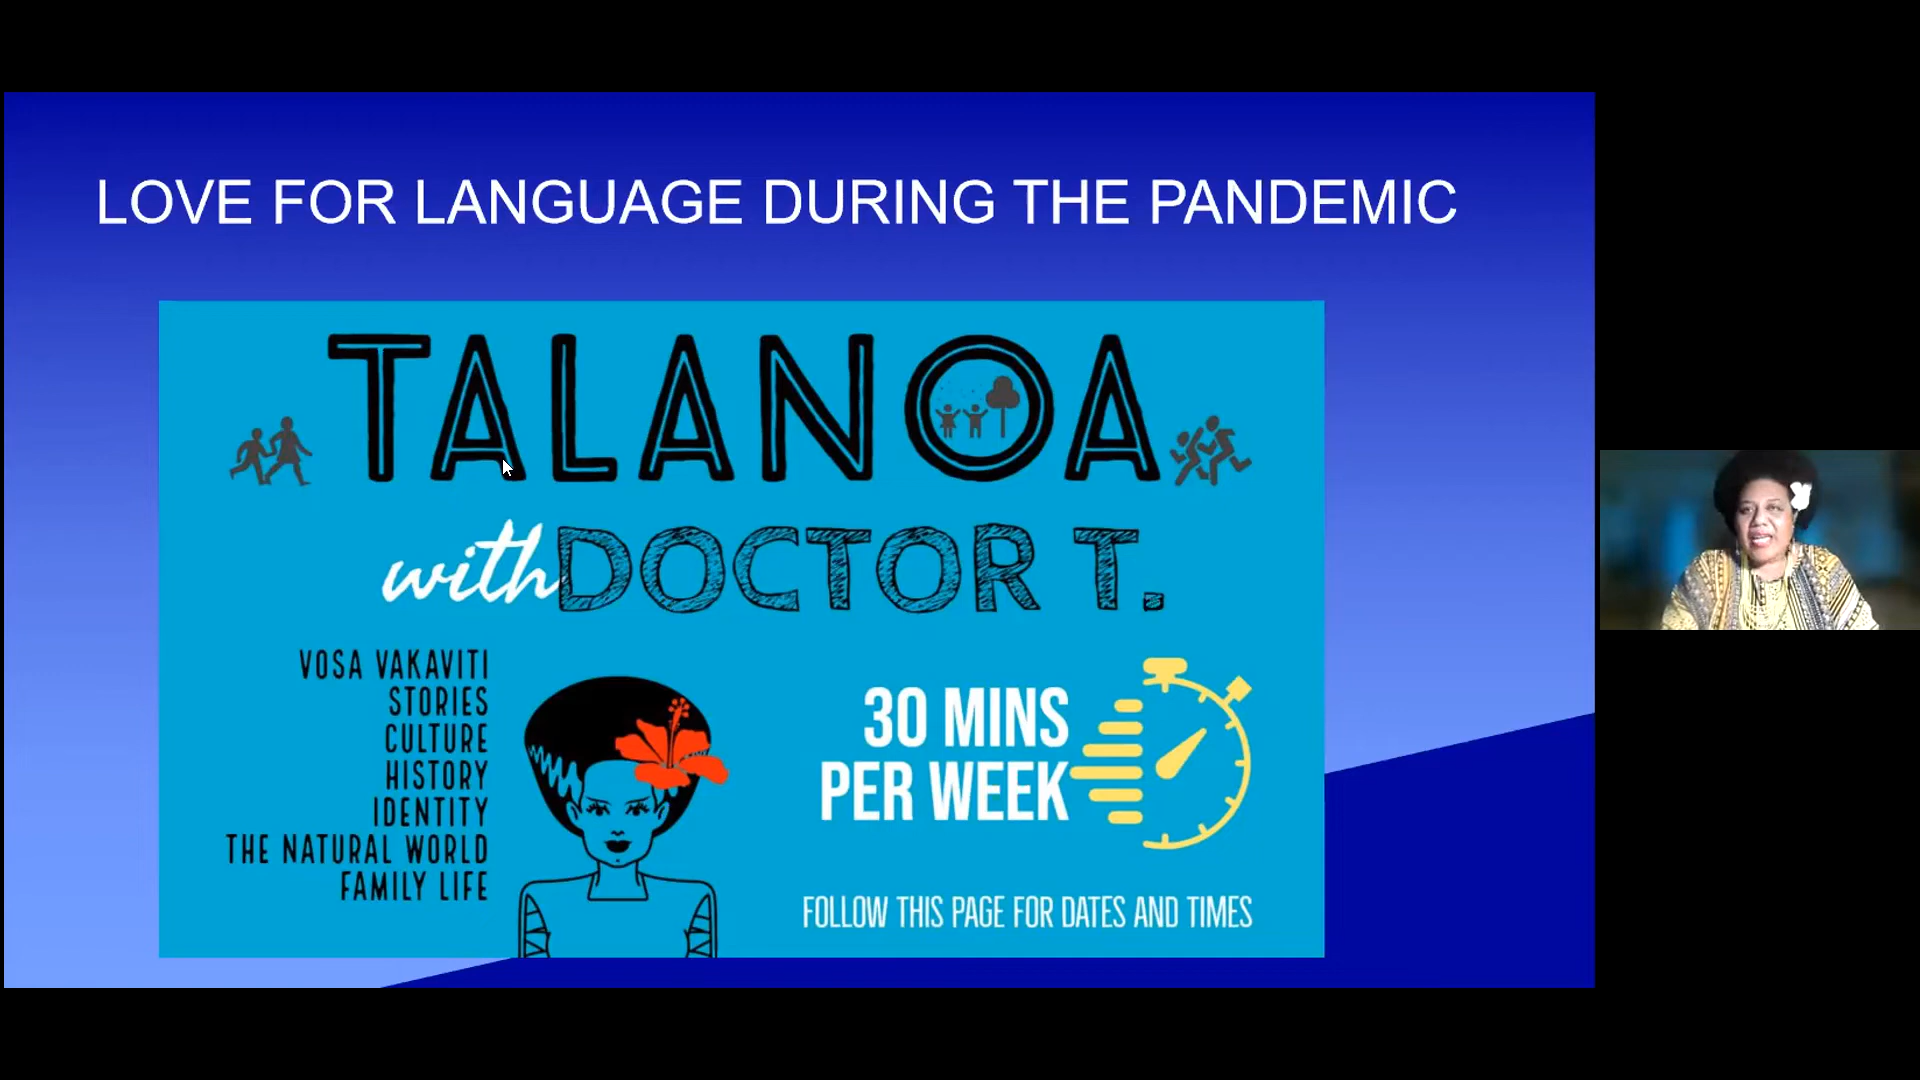 LOVE FOR LANGUAGE DURING THE PANDEMIC
TALANOA
with DOCTOR T.
VOSA VAKAVITI
STORIES
CULTURE
HISTORY
IDENTITY
THE NATURAL WORLD
FAMILY LIFE
30 MINS
PER WEEK
FOLLOW THIS PAGE FOR DATES AND TIMES